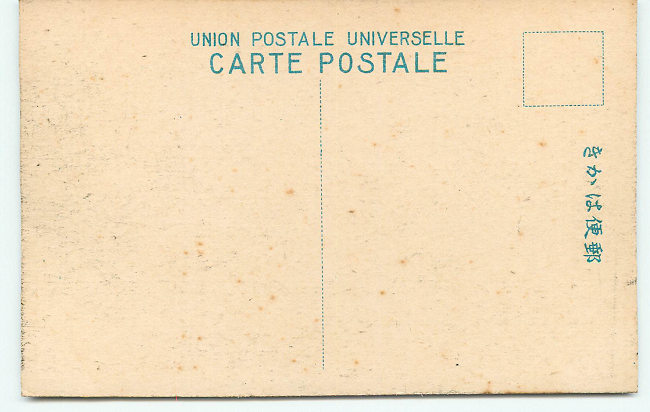 UNION POSTALE UNIVERSELLE
CARTE POSTALE
きかは便郵